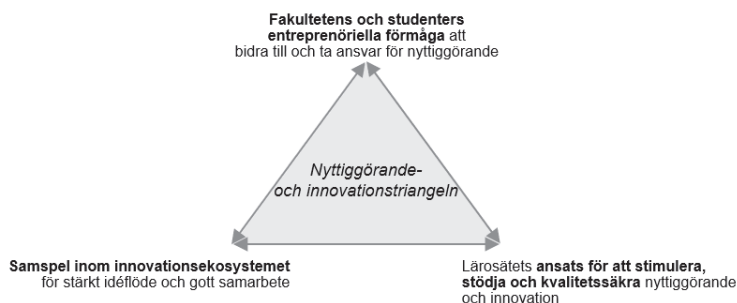 Fakultetens och studenters
entreprenöriella förmåga att
bidra till och ta ansvar för nyttiggörande
Nyttiggörande-
och innovationstriangeln
Samspel inom innovationsekosystemet
för stärkt idéflöde och gott samarbete
Lärosätets ansats för att stimulera,
stödja och kvalitetssäkra nyttiggörande
och innovation